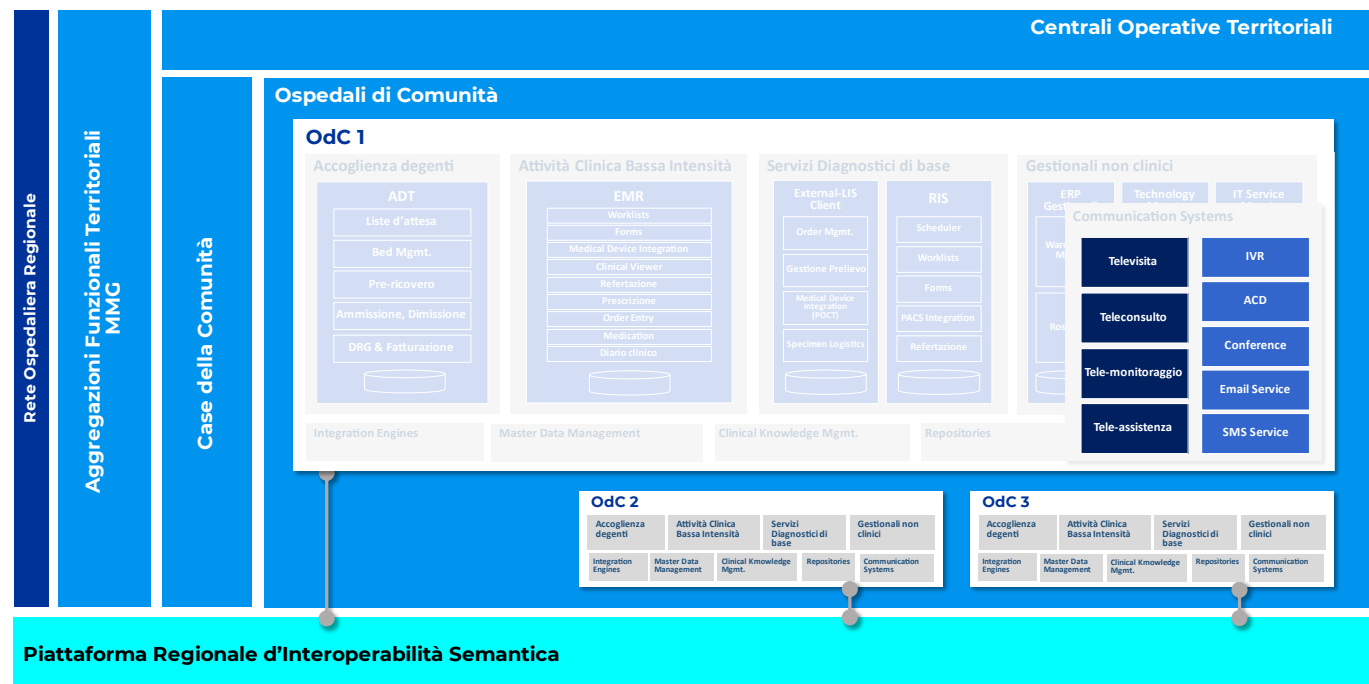 Centrali Operative Territoriali
Rete Ospedaliera Regionale
Aggregazioni Funzionali Territoriali
MMG
Case della Comunità
Ospedali di Comunità
OdC 1
Accoglienza degenti
ADT
Liste d'attesa
Bed Mgmt.
Pre-ricovero
Ammissione, Dimissione
DRG & Fatturazione
Attività Clinica Bassa Intensità
EMR
Worklists
Forms
Medical Device Integration
Clinical Viewer
Refertazione
Prescrizione
Order Entry
Medication
Diario clinico
Servizi Diagnostici di base
External-LIS
Client
Order Mgmt.
Gestione Prelievo
Medical Device
Integration
(POCT)
Specimen Logistics
RIS
Scheduler
Worklists
Forms
PACS Integration
Refertazione
Gestionali non clinici
ERP
Technology
IT Service
Communication Systems
Televisita
Teleconsulto
Tele-monitoraggio
Tele-assistenza
IVR
ACD
Conference
Email Service
SMS Service
Integration Engines
Master Data Management
Clinical Knowledge Mgmt.
Repositories
OdC 2
Accoglienza
degenti
Attività Clinica
Bassa Intensità
Servizi
Diagnostici di
base
Gestionali non
clinici
Integration
Engines
Master Data
Management
Clinical Knowledge
Mgmt.
Repositories
Communication
Systems
OdC 3
Accoglienza
degenti
Attività Clinica
Bassa Intensità
Servizi
Diagnostici di
base
Gestionali non
clinici
Integration
Engines
Master Data
Management
Clinical Knowledge
Mgmt.
Repositories
Communication
Systems
Piattaforma Regionale d'Interoperabilità Semantica